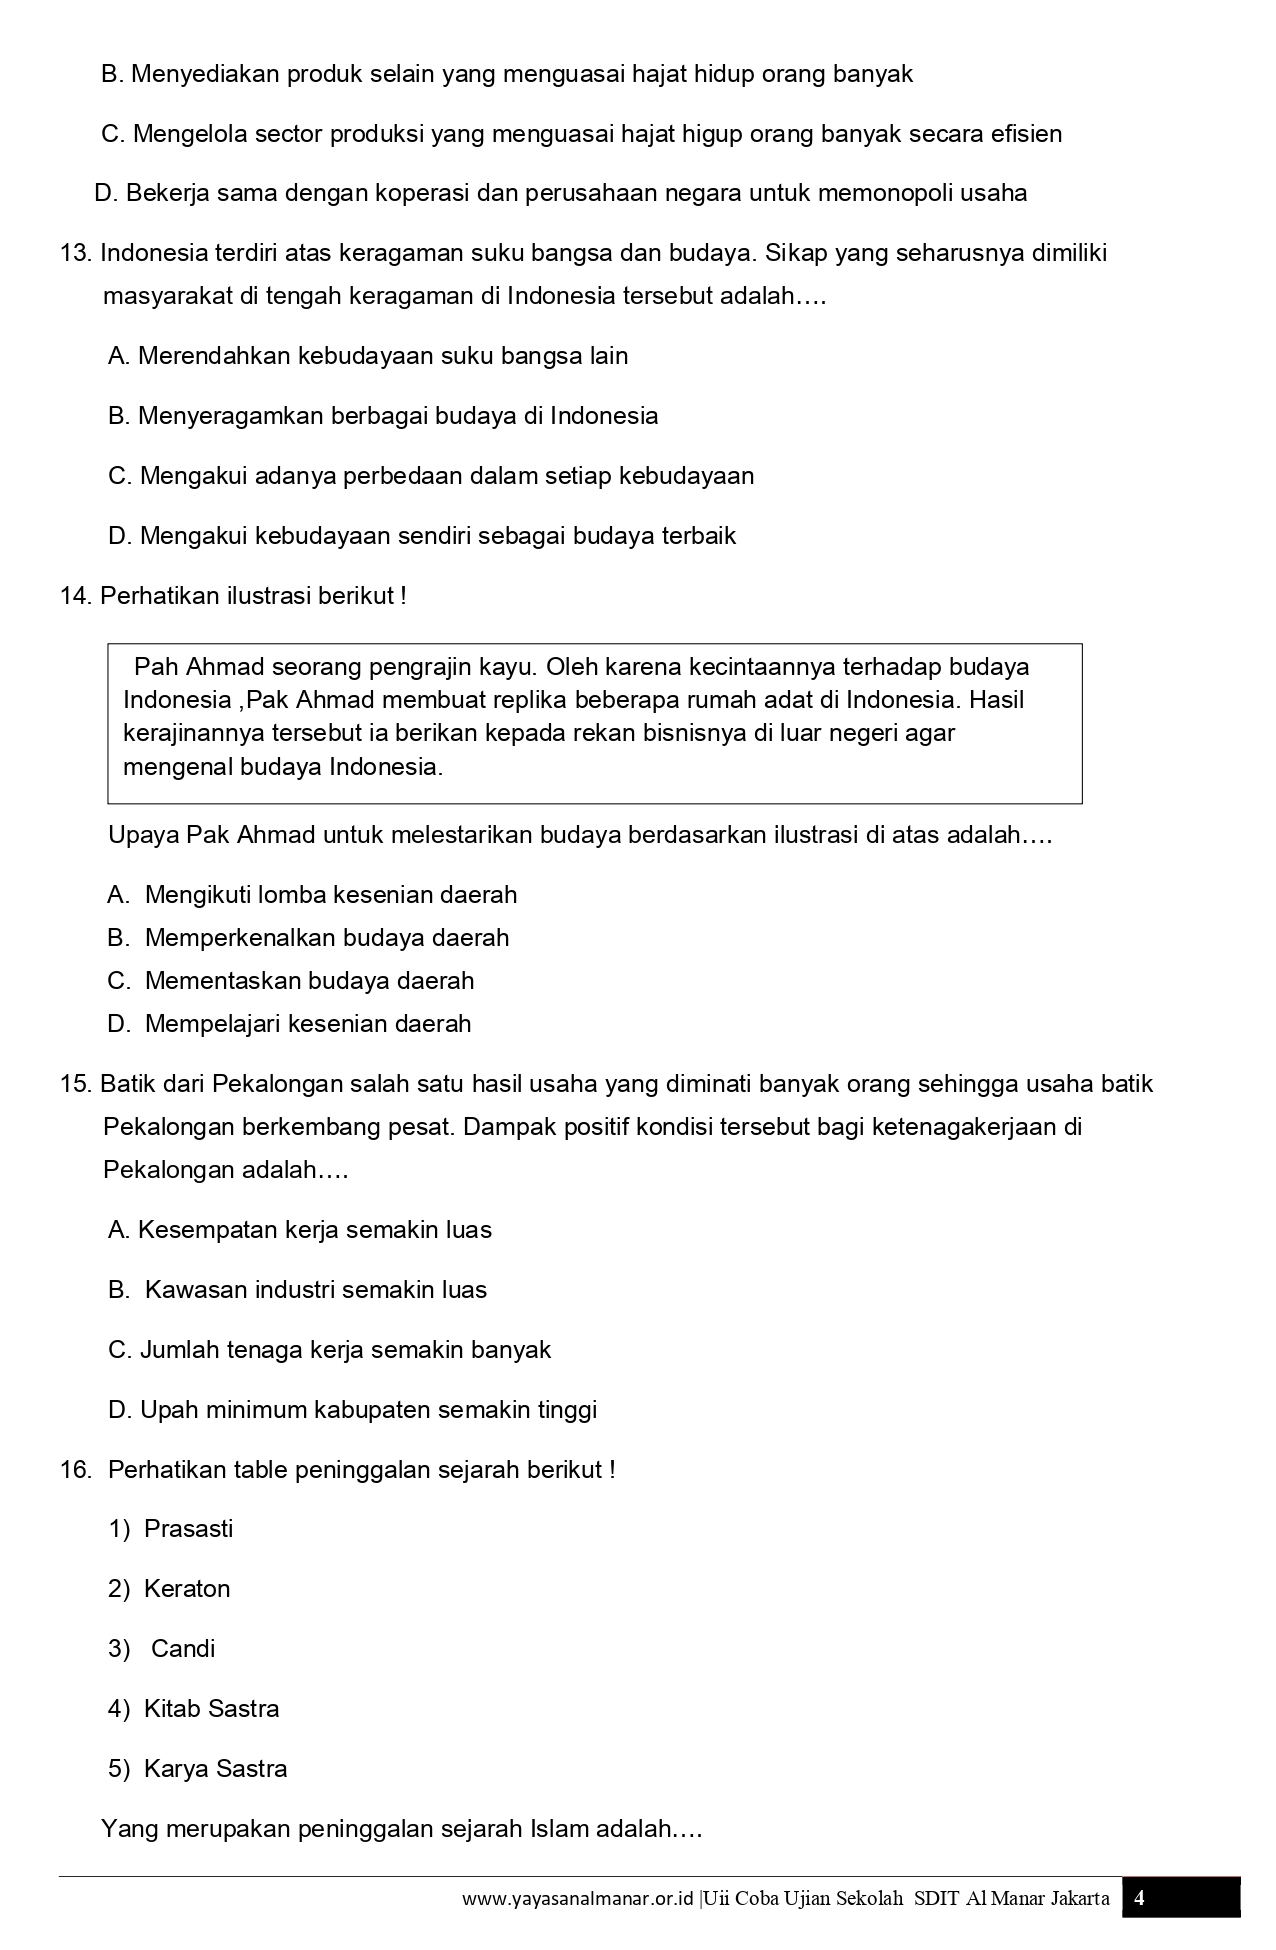 B. Menyediakan produk selain yang menguasai hajat hidup orang banyak
C. Mengelola sector produksi yang menguasai hajat higup orang banyak secara efisien
D. Bekerja sama dengan koperasi dan perusahaan negara untuk memonopoli usaha
13. Indonesia terdiri atas keragaman suku bangsa dan budaya. Sikap yang seharusnya dimiliki
masyarakat di tengah keragaman di Indonesia tersebut adalah….
A. Merendahkan kebudayaan suku bangsa lain
B. Menyeragamkan berbagai budaya di Indonesia
C. Mengakui adanya perbedaan dalam setiap kebudayaan
D. Mengakui kebudayaan sendiri sebagai budaya terbaik
14. Perhatikan ilustrasi berikut !
Pah Ahmad seorang pengrajin kayu. Oleh karena kecintaannya terhadap budaya
Indonesia ,Pak Ahmad membuat replika beberapa rumah adat di Indonesia. Hasil
kerajinannya tersebut ia berikan kepada rekan bisnisnya di luar negeri agar
mengenal budaya Indonesia.
Upaya Pak Ahmad untuk melestarikan budaya berdasarkan ilustrasi di atas adalah….
A. Mengikuti lomba kesenian daerah
B. Memperkenalkan budaya daerah
C. Mementaskan budaya daerah
D. Mempelajari kesenian daerah
15. Batik dari Pekalongan salah satu hasil usaha yang diminati banyak orang sehingga usaha batik
Pekalongan berkembang pesat. Dampak positif kondisi tersebut bagi ketenagakerjaan di
Pekalongan adalah….
A. Kesempatan kerja semakin luas
B. Kawasan industri semakin luas
C. Jumlah tenaga kerja semakin banyak
D. Upah minimum kabupaten semakin tinggi
16. Perhatikan table peninggalan sejarah berikut !
1) Prasasti
2) Keraton
3) Candi
4) Kitab Sastra
5) Karya Sastra
Yang merupakan peninggalan sejarah Islam adalah….
www.yayasanalmanar.or.id |Uii Coba Ujian Sekolah SDIT Al Manar Jakarta 4